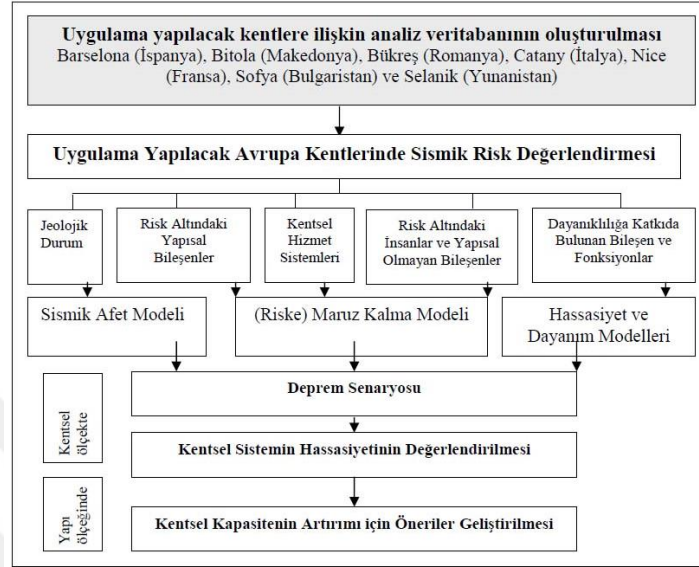 Uygulama yapılacak kentlere ilişkin analiz veritabanının oluşturulması
Barselona (İspanya), Bitola (Makedonya), Bükreş (Romanya), Catany (İtalya), Nice
(Fransa), Sofya (Bulgaristan) ve Selanik (Yunanistan)
Uygulama Yapılacak Avrupa Kentlerinde Sismik Risk Değerlendirmesi
Jeolojik
Durum
Risk Altındaki
Yapısal
Bileşenler
Kentsel
Hizmet
Sistemleri
Risk Altındaki
İnsanlar ve Yapısal
Olmayan Bileşenler
Dayanıklılığa Katkıda
Bulunan Bileşen ve
Fonksiyonlar
Sismik Afet Modeli
(Riske) Maruz Kalma Modeli
Hassasiyet ve
Dayanım Modelleri
Kentsel
ölçekte
Deprem Senaryosu
Kentsel Sistemin Hassasiyetinin Değerlendirilmesi
Yapı
ölçeğinde
Kentsel Kapasitenin Artırımı için Öneriler Geliştirilmesi